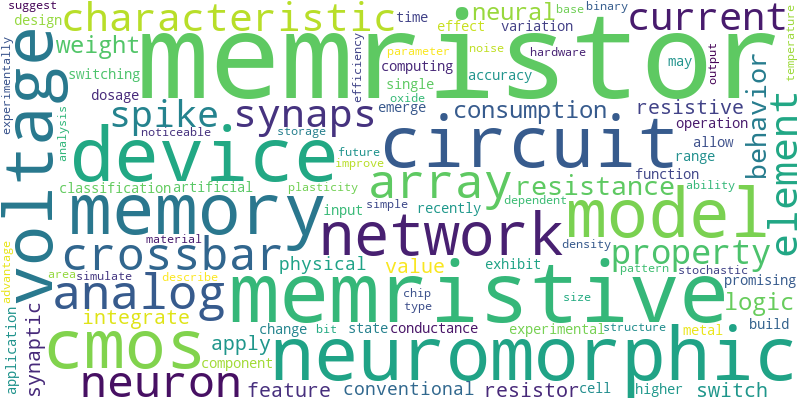 suggest
characteristic
time
neural
base
binary
current
experimentally
design
weight
memristor
effect
variation
parameter
noise
hardware
temperature
switching
computing
accuracy
output
may
efficiency
single
oxide
dosage
spike
synaps
emerge
consumption
resistive
behavior
voltage
analysis
noticeable
storage
circuit
operation
allow
range
element
device
future
improve
function
classification
artificial
plasticity
array
resistance
ability
memory
input
simple
recently
dependent
model
network
density
property
crossbar
material
physical
value
exhibit
pattern
stochastic
advantage
area
simulate
describe
analog
memristive
chip
type
size
promising
logic
application
synaptic
integrate
change
bit
state
conductance
experimental
structure
metal
build
cmos
apply
component
neuromorphic
neuron
feature
conventional
resistor
cell
higher
switch